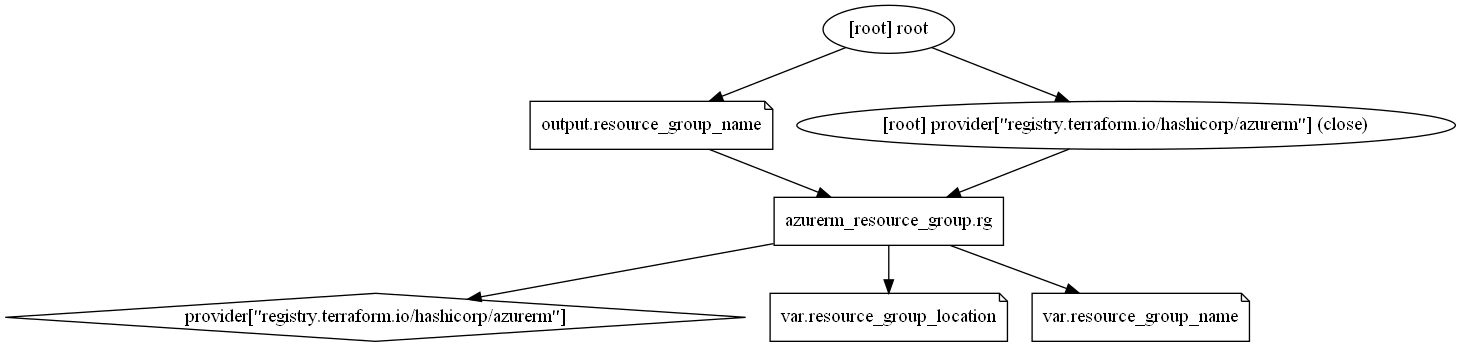 [root] root
output.resource_group_name
[root] provider["registry.terraform.io/hashicorp/azurerm"] (close)
azurerm_resource_group.rg
provider["registry.terraform.io/hashicorp/azurerm"]
var.resource_group_location
var.resource_group_name